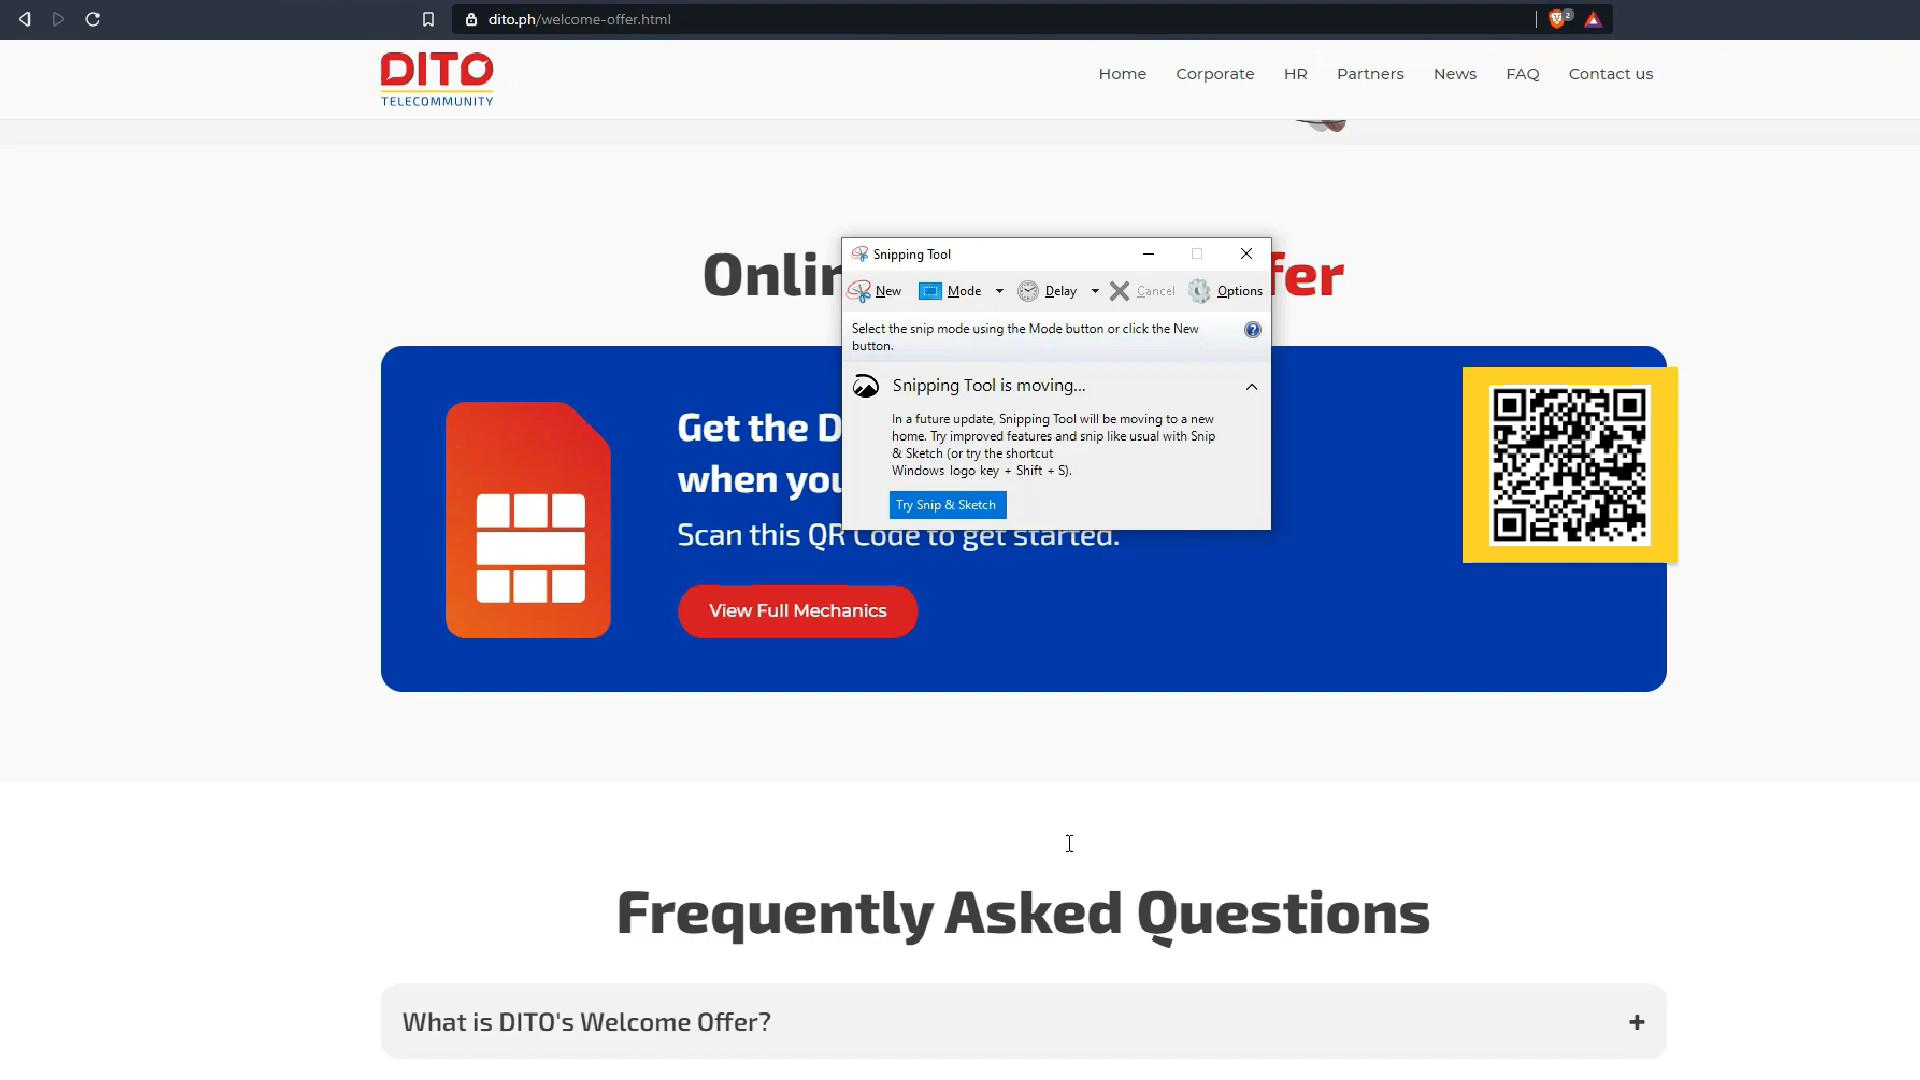 dito.ph/welcome-offer.html
2
DITO
TELECOMMUNITY
Home Corporate HR Partners News FAQ Contact us
fer
Snipping Tool
New Mode Delay Cancel Options
Select the snip mode using the Mode button or click the New
button.
Snipping Tool is moving...
In a future update, Snipping Tool will be moving to a new
home. Try improved features and snip like usual with Snip
& Sketch (or try the shortcut
Windows logo key + Shift + S).
Try Snip & Sketch
Get the
when
Scan this QR Code to get started.
View Full Mechanics
Frequently Asked Questions
What is DITO's Welcome Offer?
+